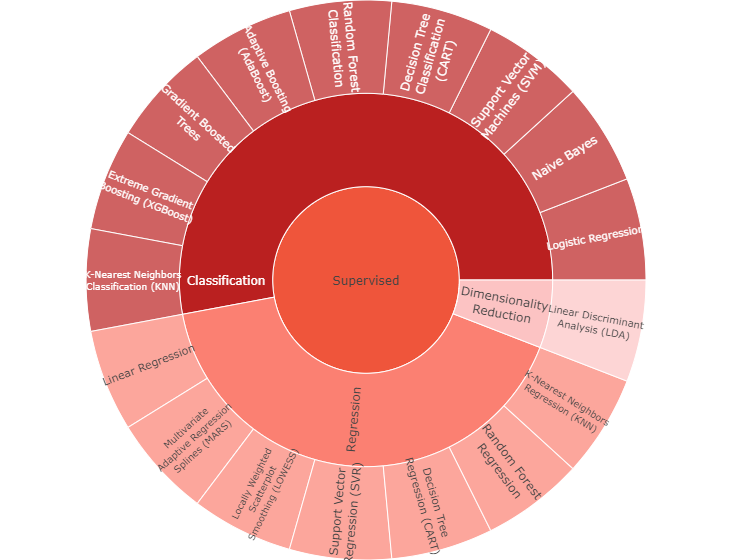 Supervised
Classification
K-Nearest Neighbors
Classification (KNN)
Extreme Gradient
Boosting (XGBoost)
Gradient Boosted
Trees
Adaptive Boosting
(AdaBoost)
Random Forest
Classification
Decision Tree
Classification
(CART)
Support Vector
Machines (SVM)
Naive Bayes
Logistic Regression
Dimensionality
Reduction
Linear Discriminant
Analysis (LDA)
Regression
K-Nearest Neighbors
Regression (KNN)
Random Forest
Regression
Decision Tree
Regression (CART)
Support Vector
Regression (SVR)
Locally Weighted
Scatterplot
Smoothing (LOWESS)
Multivariate
Adaptive Regression
Splines (MARS)
Linear Regression